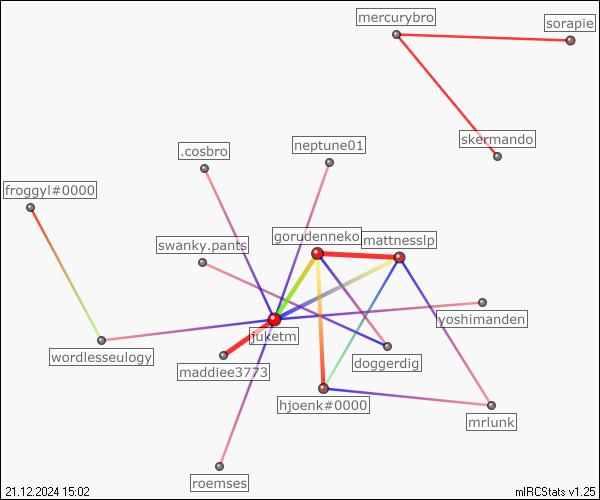 mercurybro
sorapie
skermando
.cosbro
neptune01
froggyl#0000
swanky.pants
gorudenneko
mattnesslp
yoshimanden
juketm
wordlesseulogy
doggerdig
maddiee3773
hjoenk#0000
mrlunk
roemses
21.12.2024 15:02
mIRCStats v1.25